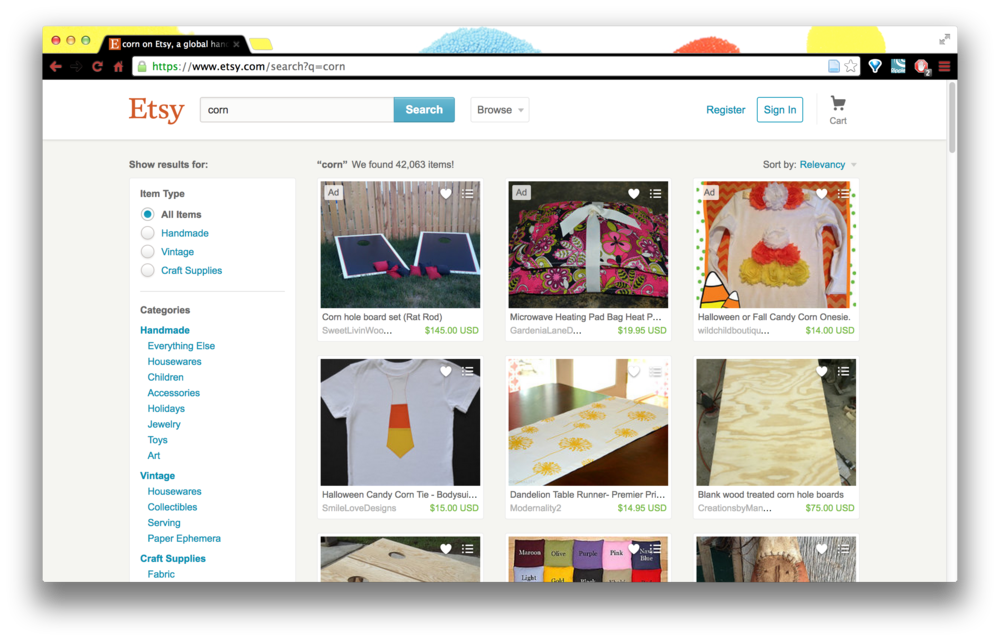 corn on Etsy, a global han
https://www.etsy.com/search?q=corn
2
Etsy
corn
Search
Browse
Register
Sign In
Cart
Show results for:
"corn" We found 42,063 items!
Sort by: Relevancy
Item Type
All Items
Handmade
Vintage
Craft Supplies
Categories
Handmade
Everything Else
Housewares
Children
Accessories
Holidays
Jewelry
Toys
Art
Vintage
Housewares
Collectibles
Serving
Paper Ephemera
Craft Supplies
Fabric
Ad
Corn hole board set (Rat Rod)
SweetLivinWoo... $145.00 USD
Ad
Microwave Heating Pad Bag Heat P...
GardeniaLaneD... $19.95 USD
Ad
Halloween or Fall Candy Corn Onesie.
wildchildboutiqu... $14.00 USD
Halloween Candy Corn Tie - Bodysui...
SmileLoveDesigns $15.00 USD
Dandelion Table Runner- Premier Pri...
Modernality2 $14.95 USD
Blank wood treated corn hole boards
CreationsbyMan... $75.00 USD
Maroon Olive Purple Pink Navy Blue
Light Gold Black